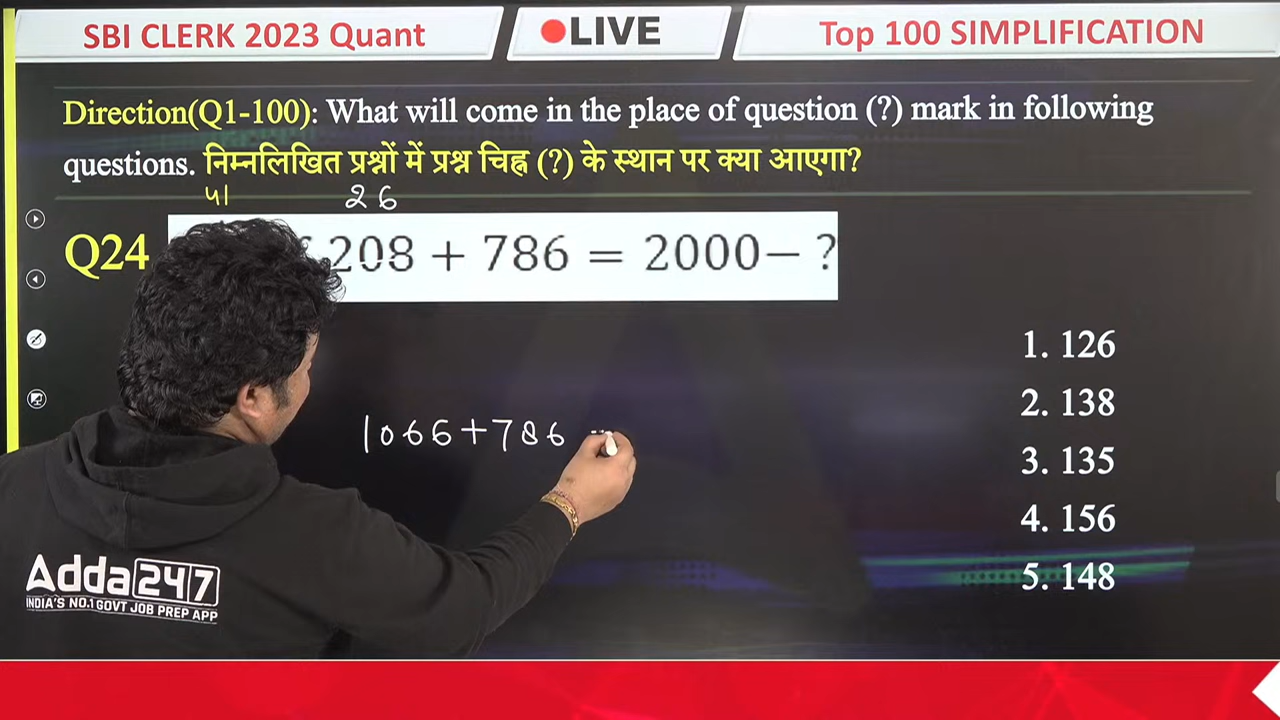 SBI CLERK 2023 Quant
LIVE
Top 100 SIMPLIFICATION
Direction(Q1-100): What will come in the place of question (?) mark in following
questions. निम्नलिखित प्रश्नों में प्रश्न चिह्न (?) के स्थान पर क्या आएगा?
41 26
Q24 208 + 786 = 2000− ?
1. 126
2. 138
1066+786
3. 135
4. 156
5. 148
Adda247
INDIA'S NO.1 GOVT JOB PREP APP